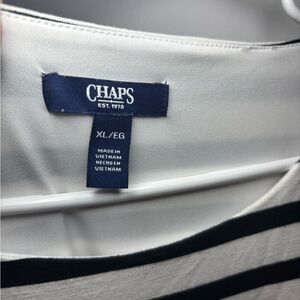 CHAPS
EST. 1978
XL/EG
MADE IN
VIETNAM
HECHO EN
VIETNAM